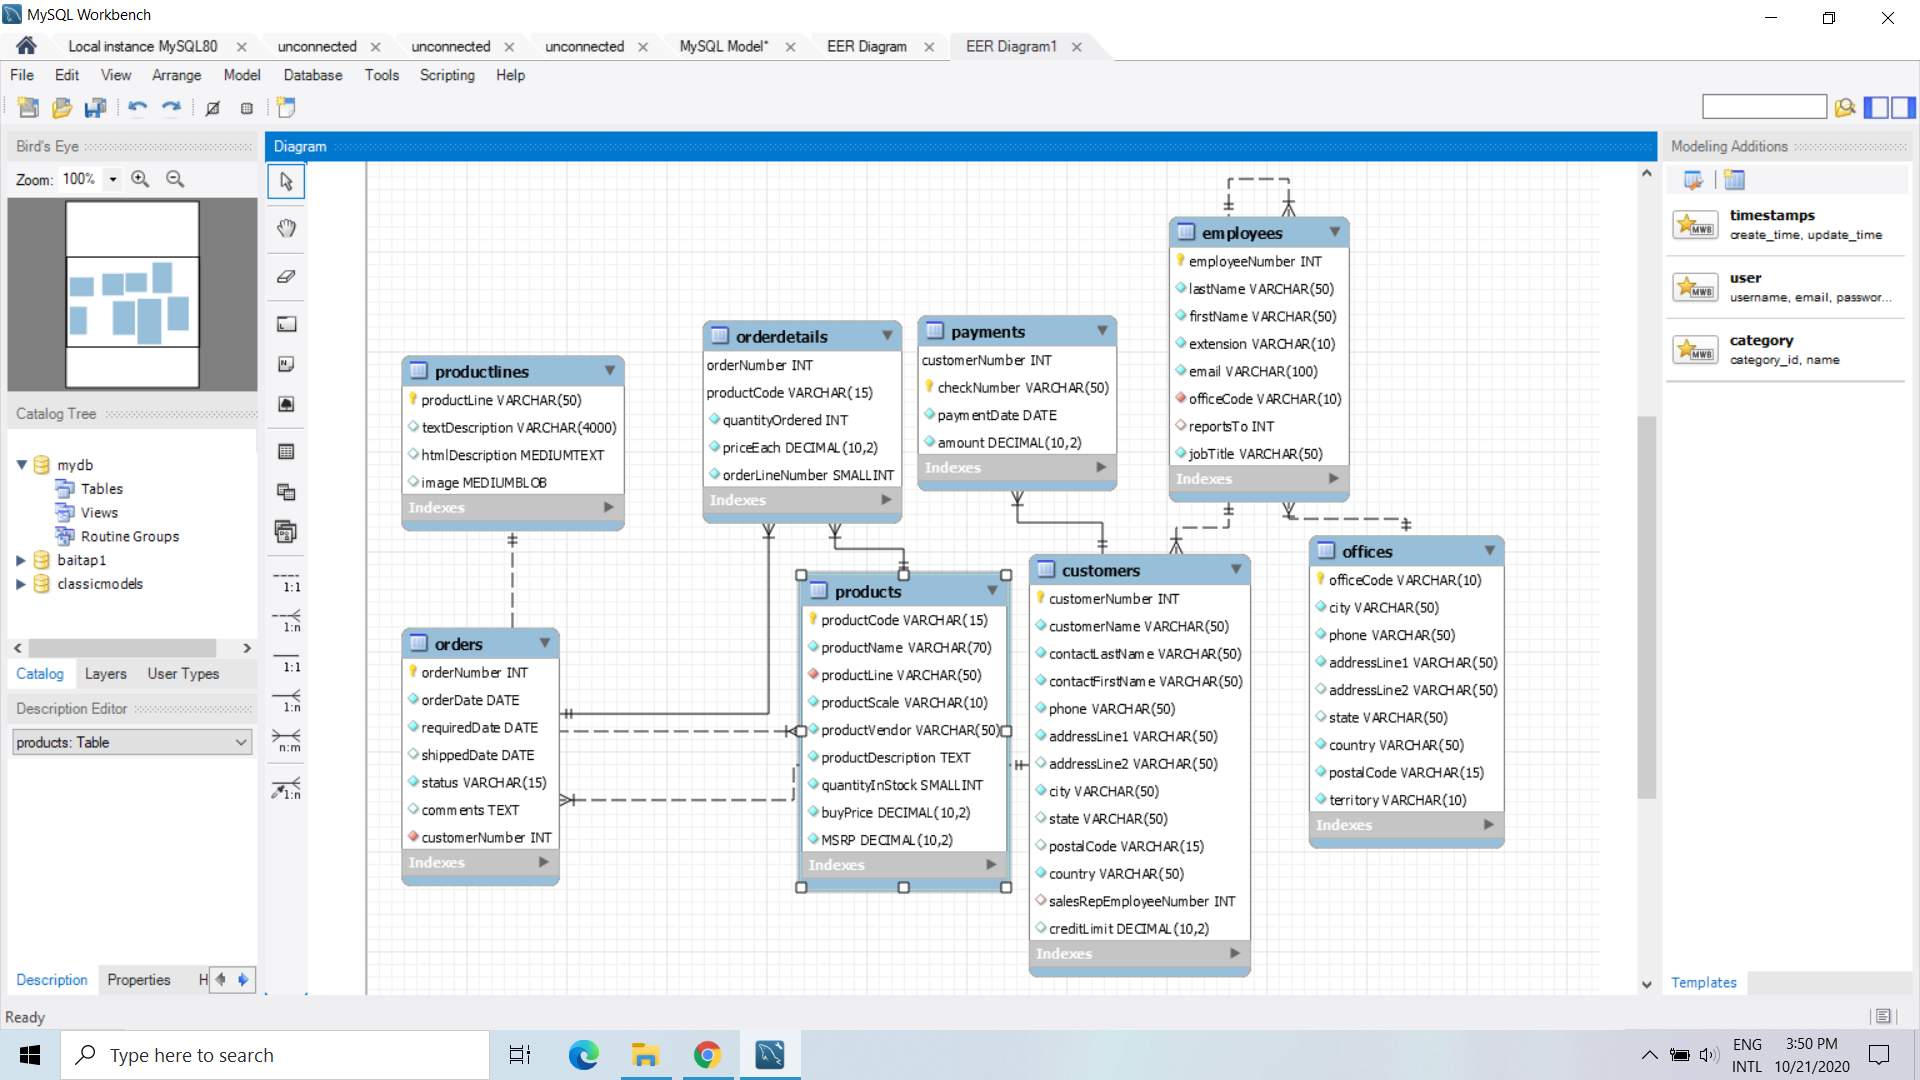 MySQL Workbench
Local instance MySQL80
unconnected
unconnected
unconnected
MySQL Model*
EER Diagram
EER Diagram1
File Edit View Arrange Model Database Tools Scripting Help
Bird's Eye
Zoom: 100%
Catalog Tree
mydb
Tables
Views
Routine Groups
baitap1
classicmodels
Catalog Layers User Types
Description Editor
products: Table
Description Properties H
Ready
Diagram
1:1
1:n
1:1
1:n
n:m
1:n
productlines
productLine VARCHAR(50)
textDescription VARCHAR(4000)
htmlDescription MEDIUMTEXT
image MEDIUMBLOB
Indexes
orders
orderNumber INT
orderDate DATE
requiredDate DATE
shippedDate DATE
status VARCHAR(15)
comments TEXT
customerNumber INT
Indexes
orderdetails
orderNumber INT
productCode VARCHAR(15)
quantityOrdered INT
priceEach DECIMAL(10,2)
orderLineNumber SMALLINT
Indexes
payments
customerNumber INT
checkNumber VARCHAR(50)
paymentDate DATE
amount DECIMAL(10,2)
Indexes
products
productCode VARCHAR(15)
productName VARCHAR(70)
productLine VARCHAR(50)
productScale VARCHAR(10)
productVendor VARCHAR(50)
productDescription TEXT
quantityInStock SMALLINT
buyPrice DECIMAL(10,2)
MSRP DECIMAL(10,2)
Indexes
customers
customerNumber INT
customerName VARCHAR(50)
contactLastName VARCHAR(50)
contactFirstName VARCHAR(50)
phone VARCHAR(50)
addressLine1 VARCHAR(50)
addressLine2 VARCHAR(50)
city VARCHAR(50)
state VARCHAR(50)
postalCode VARCHAR(15)
country VARCHAR(50)
salesRepEmployeeNumber INT
creditLimit DECIMAL(10,2)
Indexes
employees
employeeNumber INT
lastName VARCHAR(50)
firstName VARCHAR(50)
extension VARCHAR(10)
email VARCHAR(100)
officeCode VARCHAR(10)
reportsTo INT
jobTitle VARCHAR(50)
Indexes
offices
officeCode VARCHAR(10)
city VARCHAR(50)
phone VARCHAR(50)
addressLine1 VARCHAR(50)
addressLine2 VARCHAR(50)
state VARCHAR(50)
country VARCHAR(50)
postalCode VARCHAR(15)
territory VARCHAR(10)
Indexes
Modeling Additions
MWB
timestamps
create_time, update_time
MWB
user
username, email, passwor...
MWB
category
category_id, name
Templates
Type here to search
ENG
INTL
3:50 PM
10/21/2020